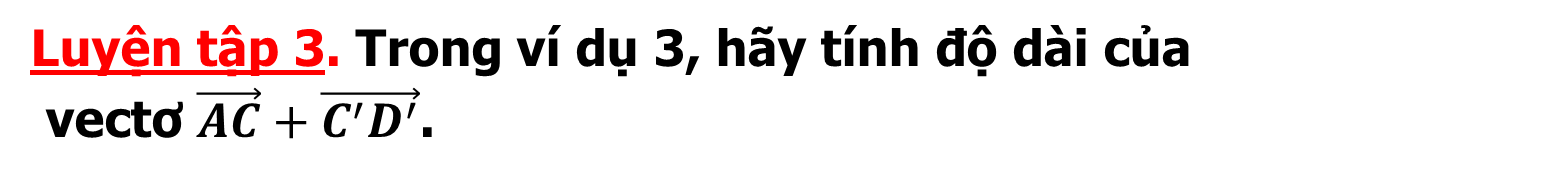 Luyện tập 3. Trong ví dụ 3, hãy tính độ dài của
vectơ $\overrightarrow{AC} + \overrightarrow{C'D'}$.